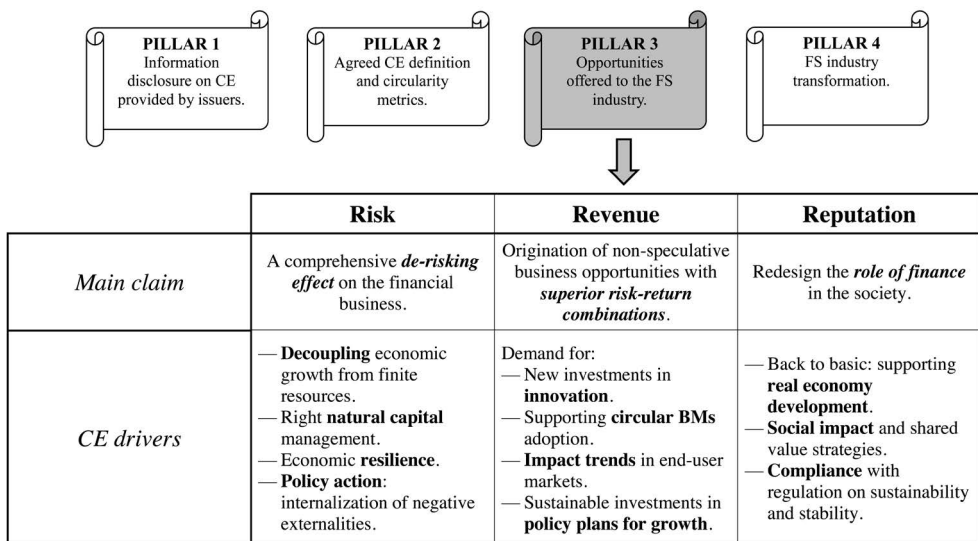 PILLAR 1
Information
disclosure on CE
provided by issuers.
PILLAR 2
Agreed CE definition
and circularity
metrics.
PILLAR 3
Opportunities
offered to the FS
industry.
PILLAR 4
FS industry
transformation.
Risk
Revenue
Reputation
Main claim
A comprehensive de-risking
effect on the financial
business.
Origination of non-speculative
business opportunities with
superior risk-return
combinations.
Redesign the role of finance
in the society.
CE drivers
— Decoupling economic
growth from finite
resources.
— Right natural capital
management.
— Economic resilience.
— Policy action:
internalization of negative
externalities.
Demand for:
— New investments in
innovation.
— Supporting circular BMs
adoption.
— Impact trends in end-user
markets.
— Sustainable investments in
policy plans for growth.
— Back to basic: supporting
real economy
development.
— Social impact and shared
value strategies.
— Compliance with
regulation on sustainability
and stability.